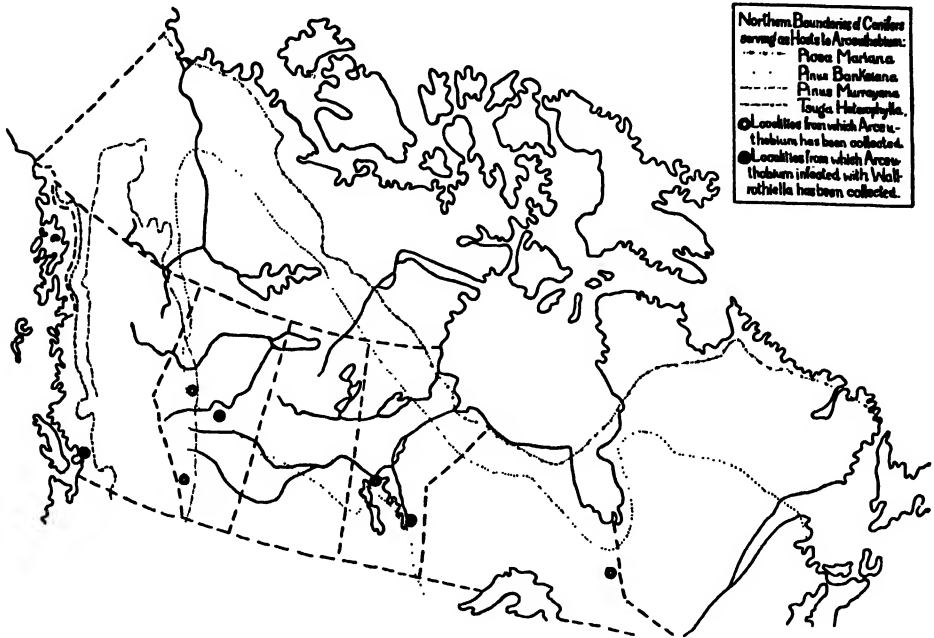 Northern Boundaries of Conifers
serving as Hosts to Arceuthobium:
Picea Mariana
Pinus Banksiana
Pinus Murrayana
Tsuga Heterophylla.
Localities from which Arceu-
thobium has been collected.
Localities from which Arceu-
thobium infected with Wall-
rothiella has been collected.